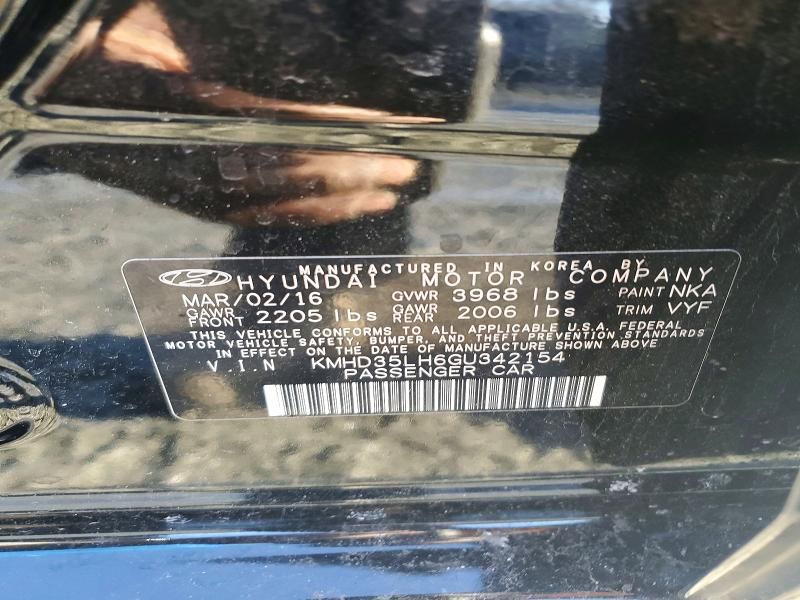 MANUFACTURED IN KOREA BY
HYUNDAI MOTOR COMPANY
MAR/02/16 GVWR 3968 lbs PAINT NKA
GAWR FRONT 2205 lbs GAWR REAR 2006 lbs TRIM VYF
THIS VEHICLE CONFORMS TO ALL APPLICABLE U.S.A. FEDERAL
MOTOR VEHICLE SAFETY, BUMPER, AND THEFT PREVENTION STANDARDS
IN EFFECT ON THE DATE OF MANUFACTURE SHOWN ABOVE
V.I.N KMHD35LH6GU342154
PASSENGER CAR